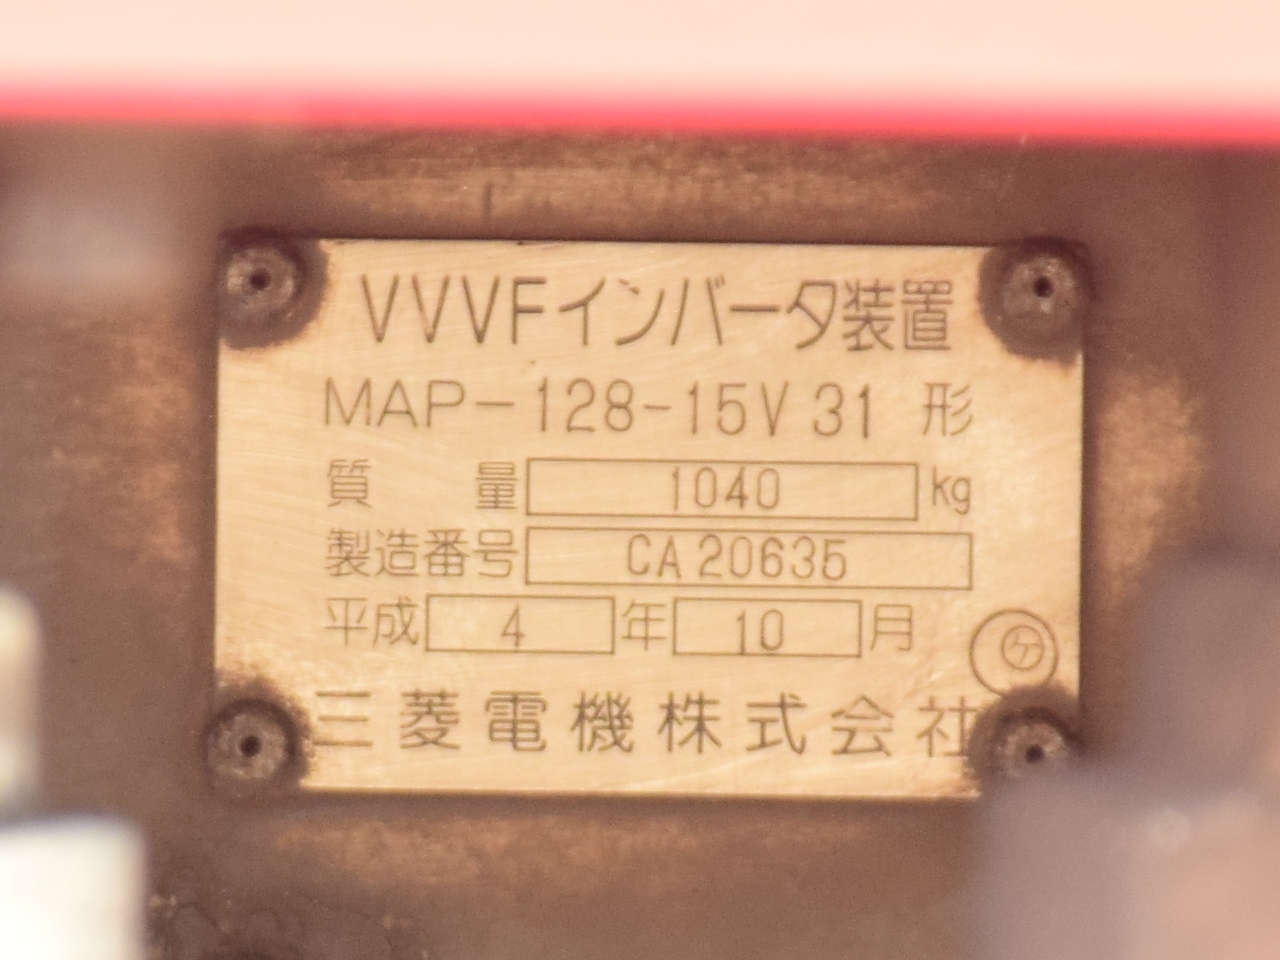 VVVFインバータ装置
MAP-128-15V31 形
質量 1040 kg
製造番号 CA20635
平成 4 年 10 月
ケ
三菱電機株式会社